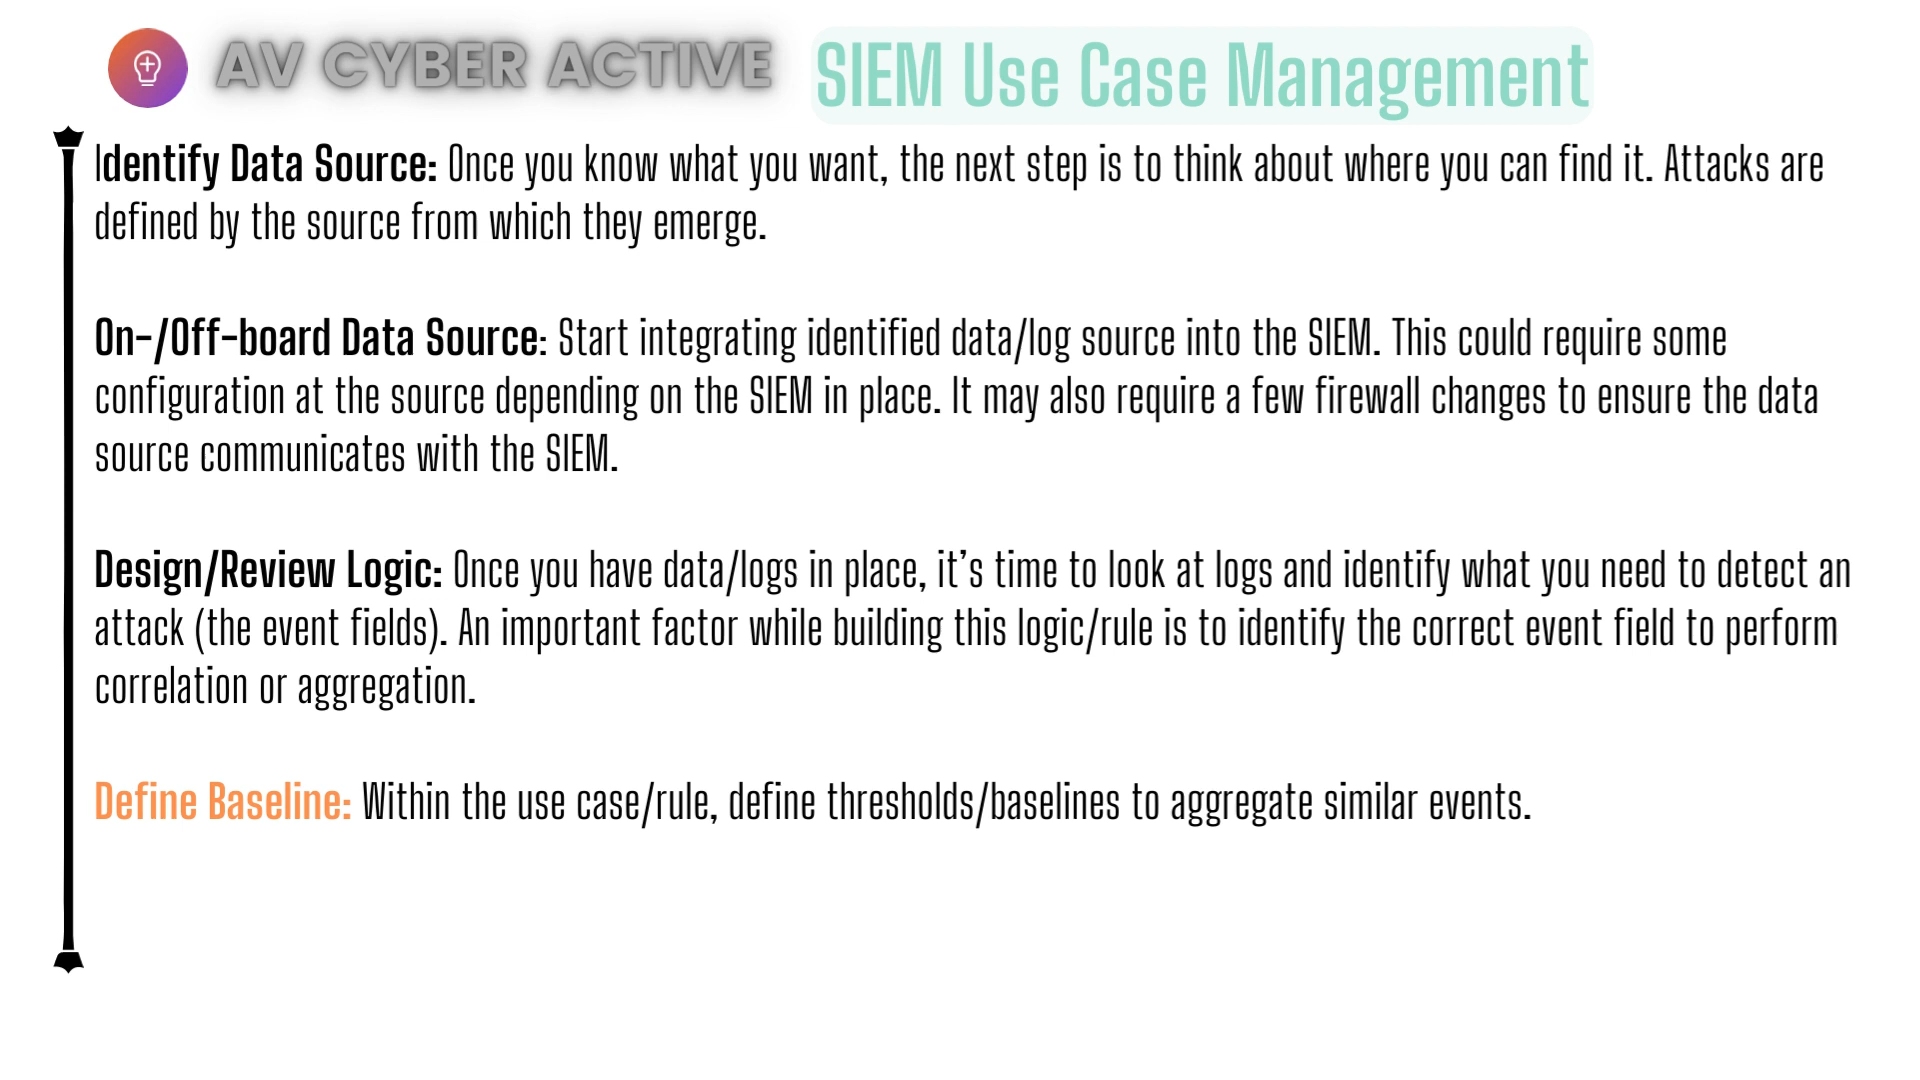 AV CYBER ACTIVE
SIEM Use Case Management
Identify Data Source: Once you know what you want, the next step is to think about where you can find it. Attacks are
defined by the source from which they emerge.
On-/Off-board Data Source: Start integrating identified data/log source into the SIEM. This could require some
configuration at the source depending on the SIEM in place. It may also require a few firewall changes to ensure the data
source communicates with the SIEM.
Design/Review Logic: Once you have data/logs in place, it’s time to look at logs and identify what you need to detect an
attack (the event fields). An important factor while building this logic/rule is to identify the correct event field to perform
correlation or aggregation.
Define Baseline: Within the use case/rule, define thresholds/baselines to aggregate similar events.